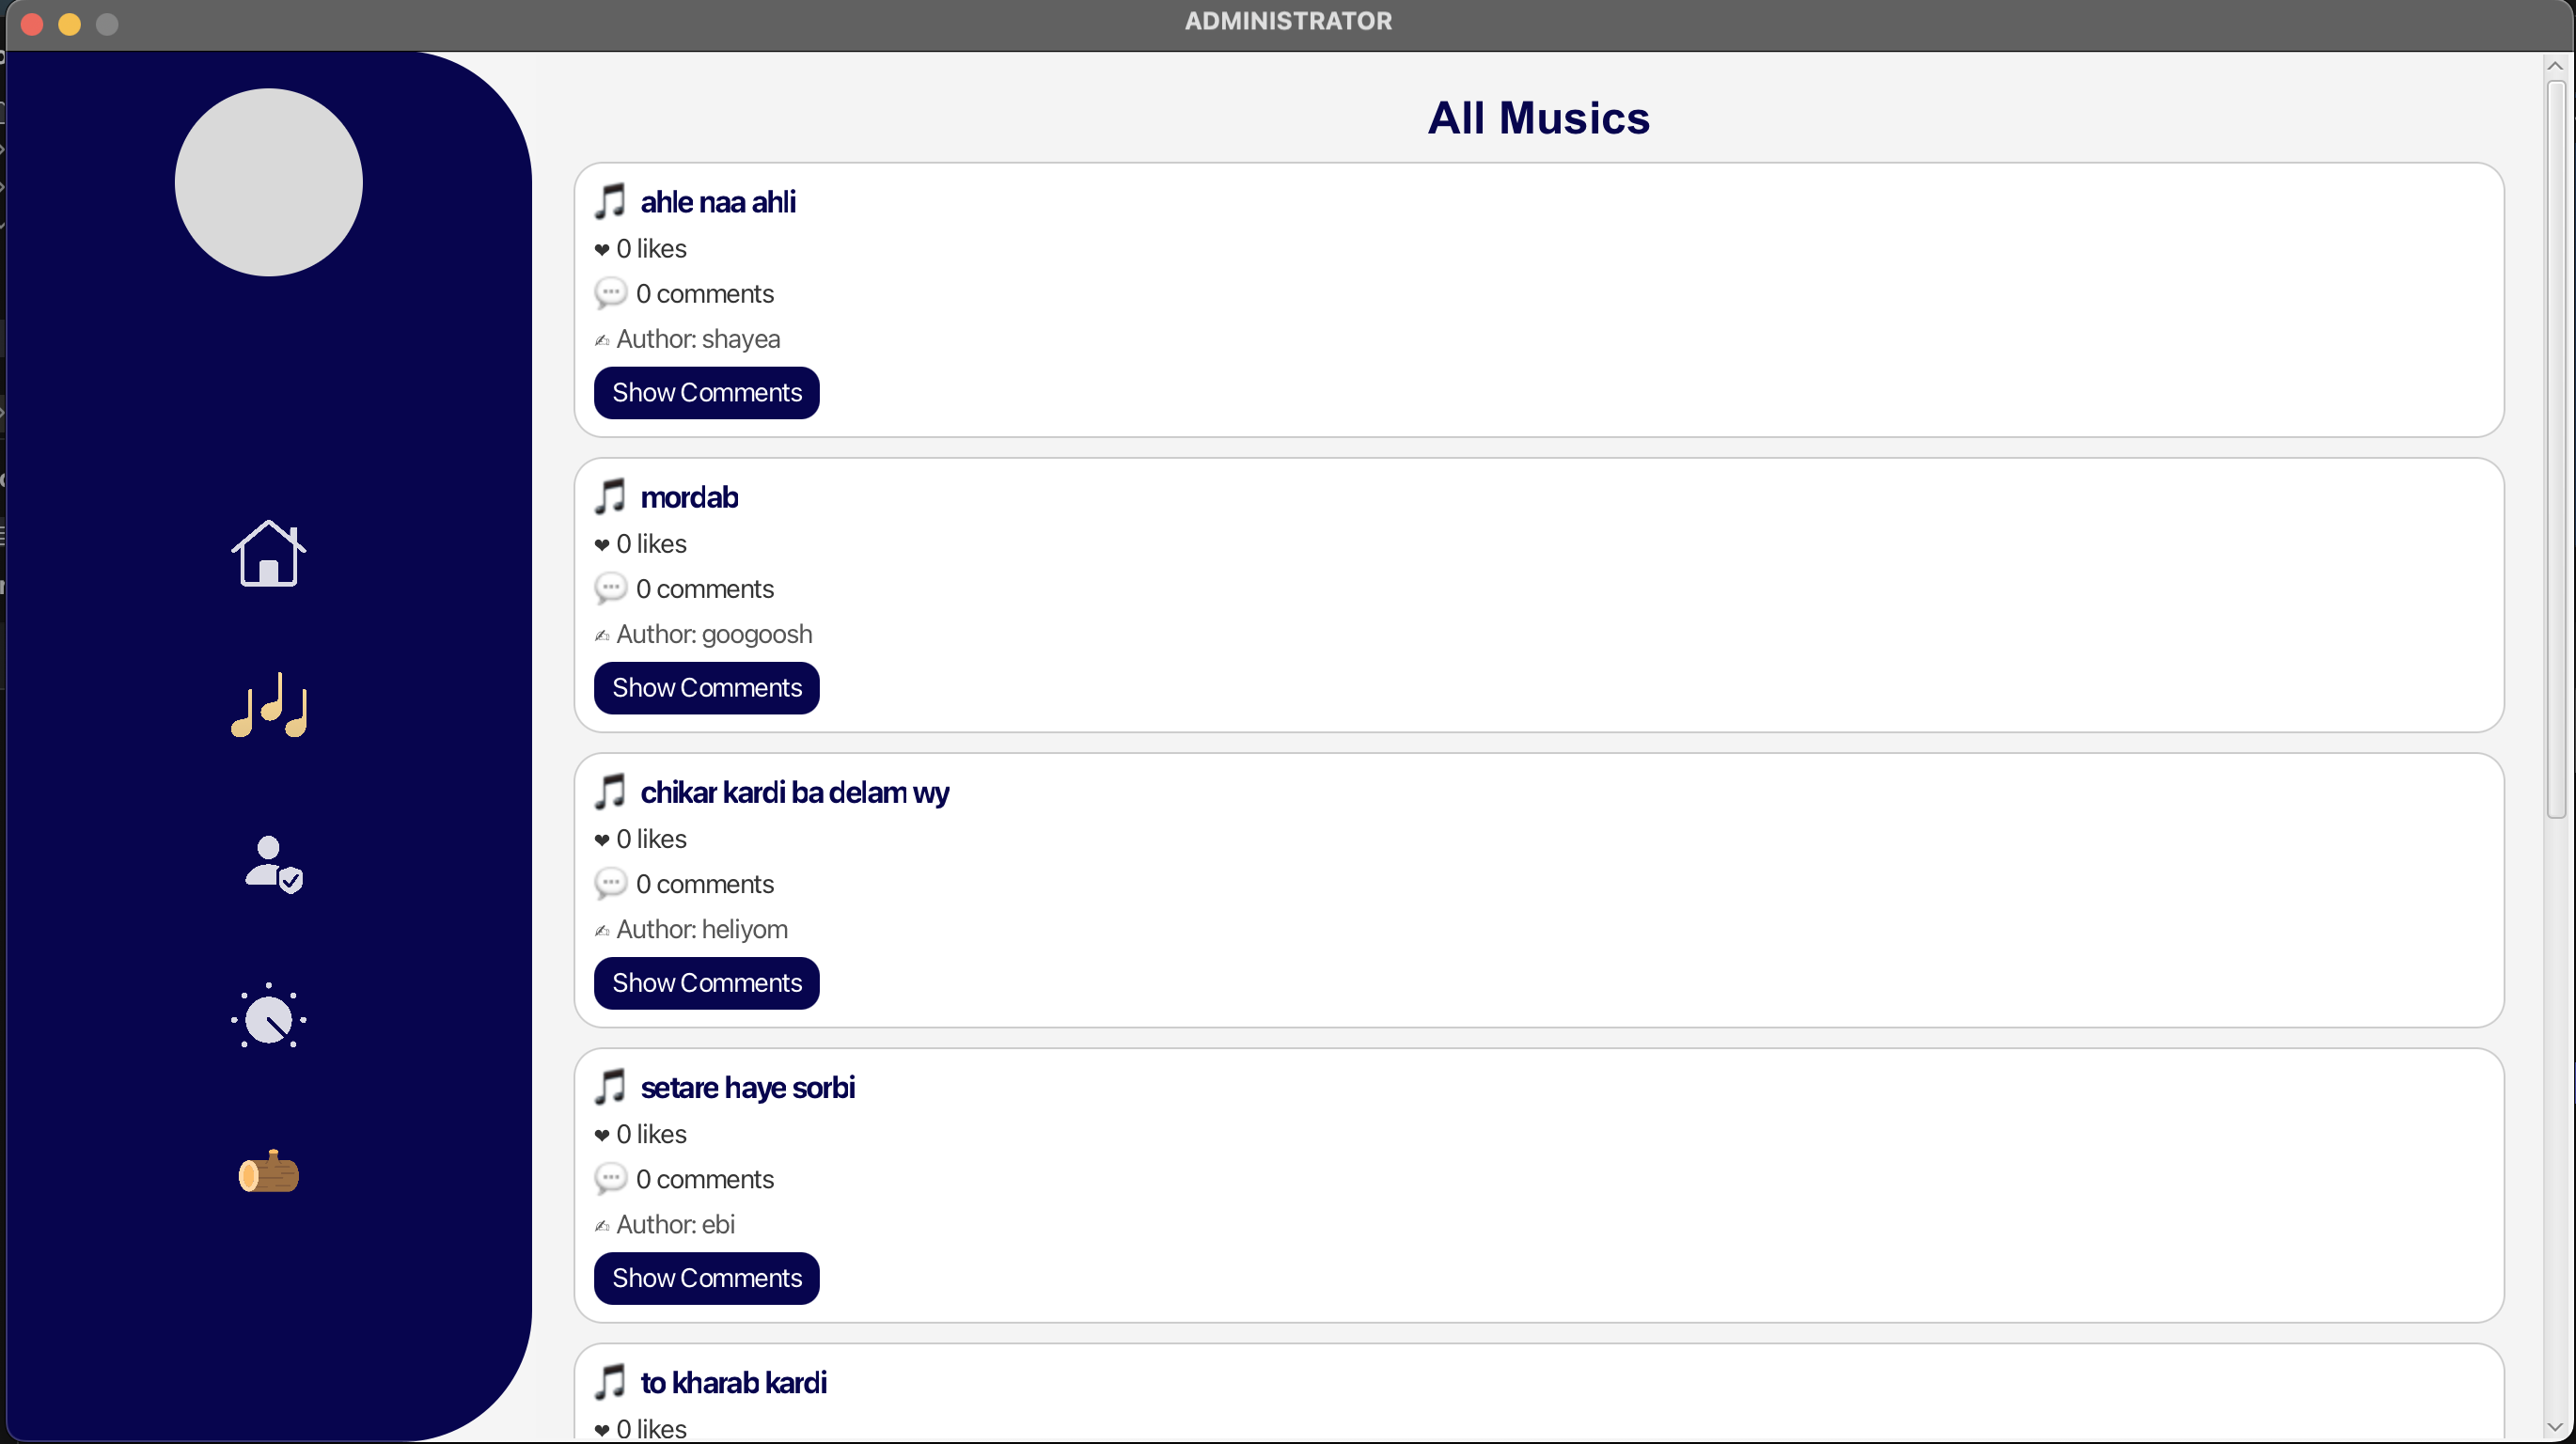 ADMINISTRATOR
All Musics
🎵 ahle naa ahli
❤ 0 likes
💬 0 comments
✍ Author: shayea
Show Comments
🎵 mordab
❤ 0 likes
💬 0 comments
✍ Author: googoosh
Show Comments
🎵 chikar kardi ba delam wy
❤ 0 likes
💬 0 comments
✍ Author: heliyom
Show Comments
🎵 setare haye sorbi
❤ 0 likes
💬 0 comments
✍ Author: ebi
Show Comments
🎵 to kharab kardi
❤ 0 likes